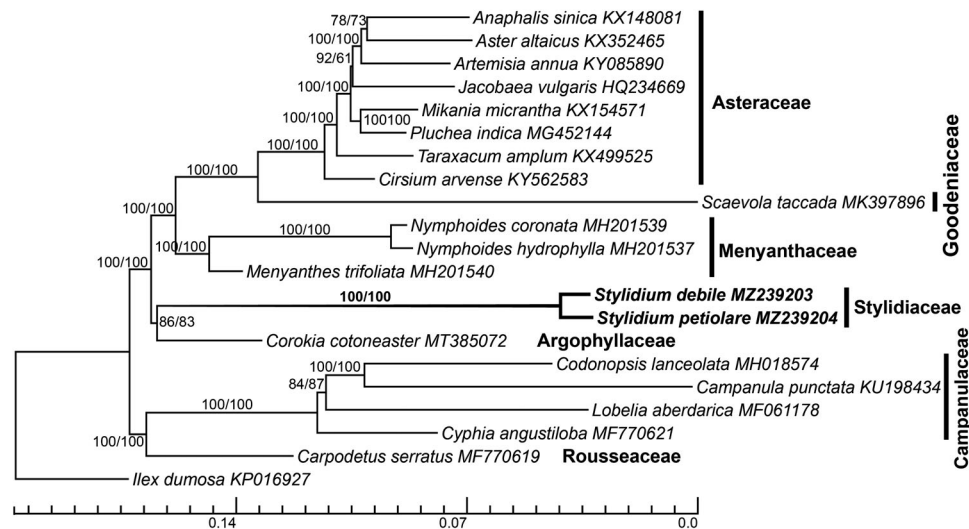 78/73
Anaphalis sinica KX148081
100/100
Aster altaicus KX352465
92/61
Artemisia annua KY085890
100/100
Jacobaea vulgaris HQ234669
Asteraceae
100/100
Mikania micrantha KX154571
100100
Pluchea indica MG452144
100/100
Taraxacum amplum KX499525
100/100
Cirsium arvense KY562583
Scaevola taccada MK397896
Goodeniaceae
100/100
Nymphoides coronata MH201539
100/100
Nymphoides hydrophylla MH201537
Menyanthaceae
100/100
Menyanthes trifoliata MH201540
100/100
100/100
Stylidium debile MZ239203
Stylidiaceae
Stylidium petiolare MZ239204
86/83
Corokia cotoneaster MT385072
Argophyllaceae
Codonopsis lanceolata MH018574
100/100
Campanula punctata KU198434
Campanulaceae
84/87
Lobelia aberdarica MF061178
100/100
Cyphia angustiloba MF770621
100/100
Carpodetus serratus MF770619
Rousseaceae
Ilex dumosa KP016927
0.14
0.07
0.0